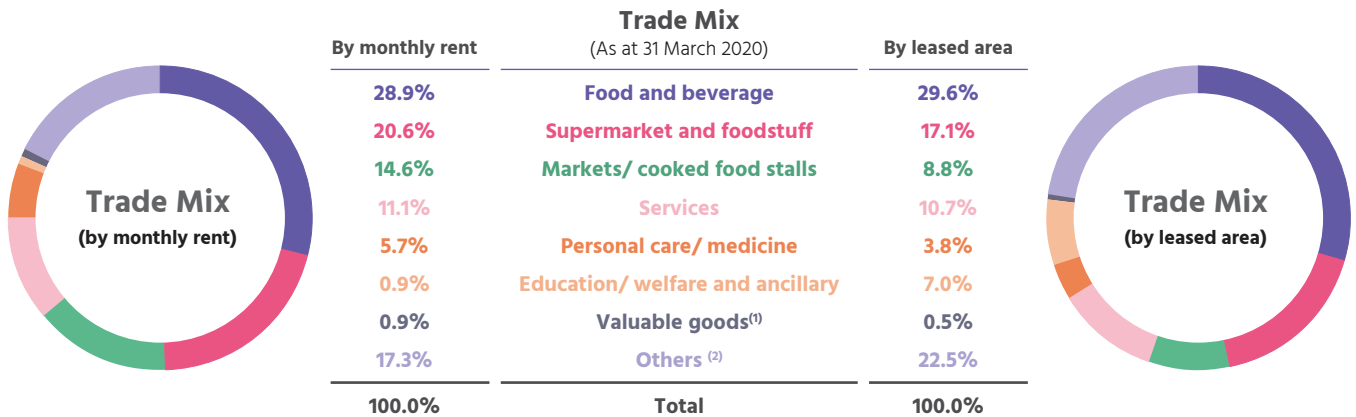 Trade Mix
By monthly rent (As at 31 March 2020) By leased area
28.9% Food and beverage 29.6%
20.6% Supermarket and foodstuff 17.1%
14.6% Markets/ cooked food stalls 8.8%
11.1% Services 10.7%
5.7% Personal care/ medicine 3.8%
0.9% Education/ welfare and ancillary 7.0%
0.9% Valuable goods(1) 0.5%
17.3% Others (2) 22.5%
100.0% Total 100.0%
Trade Mix
(by monthly rent)
Trade Mix
(by leased area)